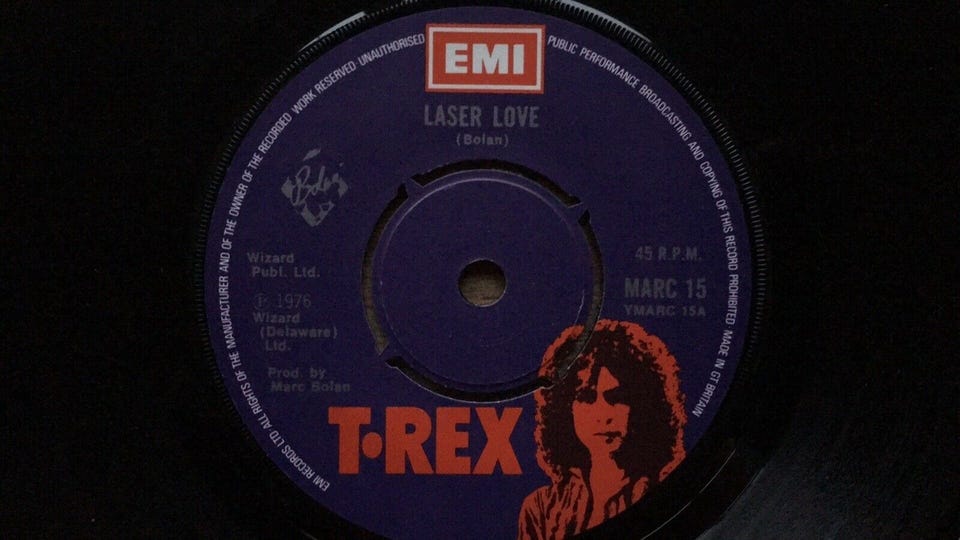 EMI
LASER LOVE
(Bolan)
Wizard
Publ. Ltd.
℗ 1976
Wizard
(Delaware)
Ltd.
Prod. by
Marc Bolan
45 R.P.M.
MARC 15
YMARC 15A
T•REX
EMI RECORDS LTD ALL RIGHTS OF THE MANUFACTURER AND OF THE OWNER OF THE RECORDED WORK RESERVED UNAUTHORISED PUBLIC PERFORMANCE BROADCASTING AND COPYING OF THIS RECORD PROHIBITED MADE IN GT BRITAIN